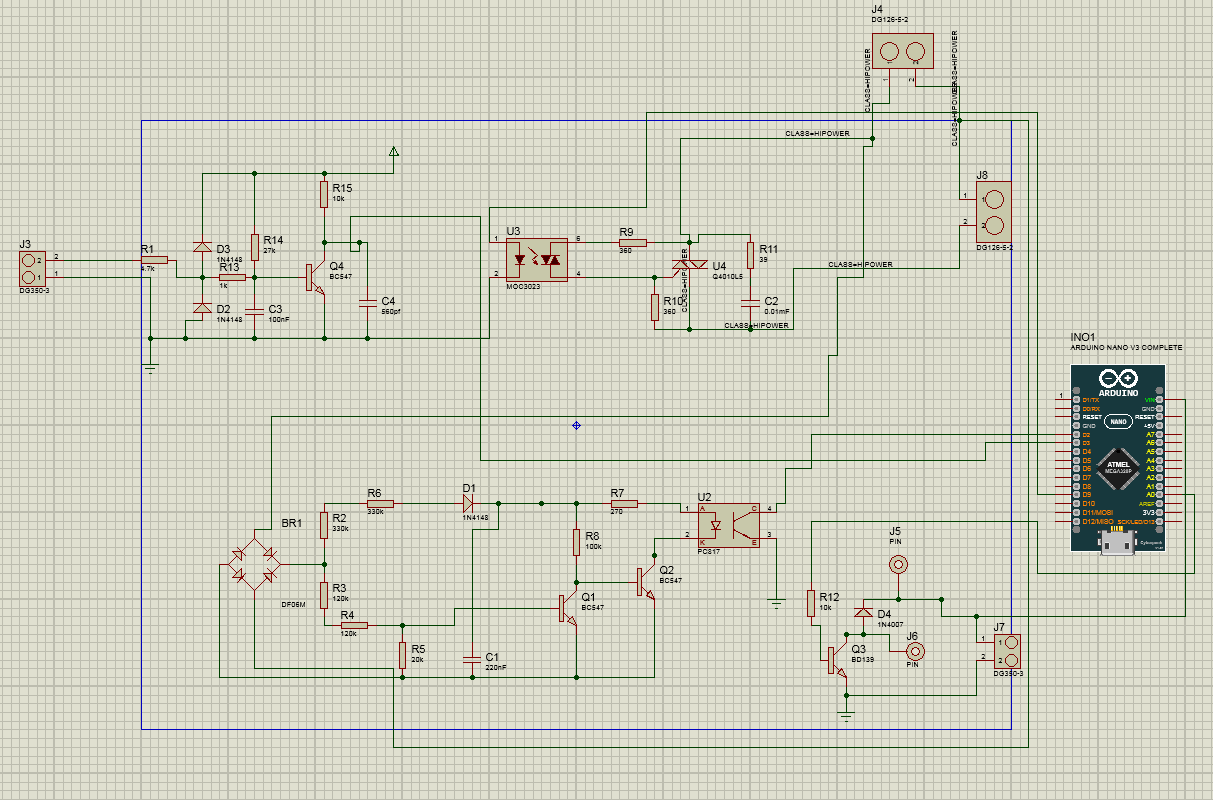 J4
DG126-5-2
1
2
CLASS=HIPOWER
CLASS=HIPOWER
CLASS=HIPOWER
CLASS=HIPOWER
J8
1
2
DG126-5-2
CLASS=HIPOWER
R15
10k
R14
27k
D3
1N4148
R13
1k
R1
4.7k
J3
2
1
2
1
DG350-3
D2
1N4148
C3
100nF
Q4
BC547
C4
560pf
U3
1
2
6
4
MOC3023
R9
360
R10
360
CLASS=HIPOWER
U4
Q4010L5
R11
39
C2
0.01mF
CLASS=HIPOWER
INO1
ARDUINO NANO V3 COMPLETE
ARDUINO
NANO
ATMEL
1
D1/TX
D0/RX
RESET
GND
D2
D3
D4
D5
D6
D7
D8
D9
D10
D11/MOSI
D12/MISO
VIN
GND
RESET
+5V
A7
A6
A5
A4
A3
A2
A1
A0
AREF
3V3
SCK/LED/D13
R6
330k
D1
1N4148
R7
270
U2
1
2
A
K
C
E
4
3
PC817
BR1
DF06M
R2
330k
R3
120k
R4
120k
R5
20k
C1
220nF
R8
100k
Q1
BC547
Q2
BC547
J5
PIN
R12
10k
D4
1N4007
Q3
BD139
J6
PIN
J7
1
2
1
2
DG350-3